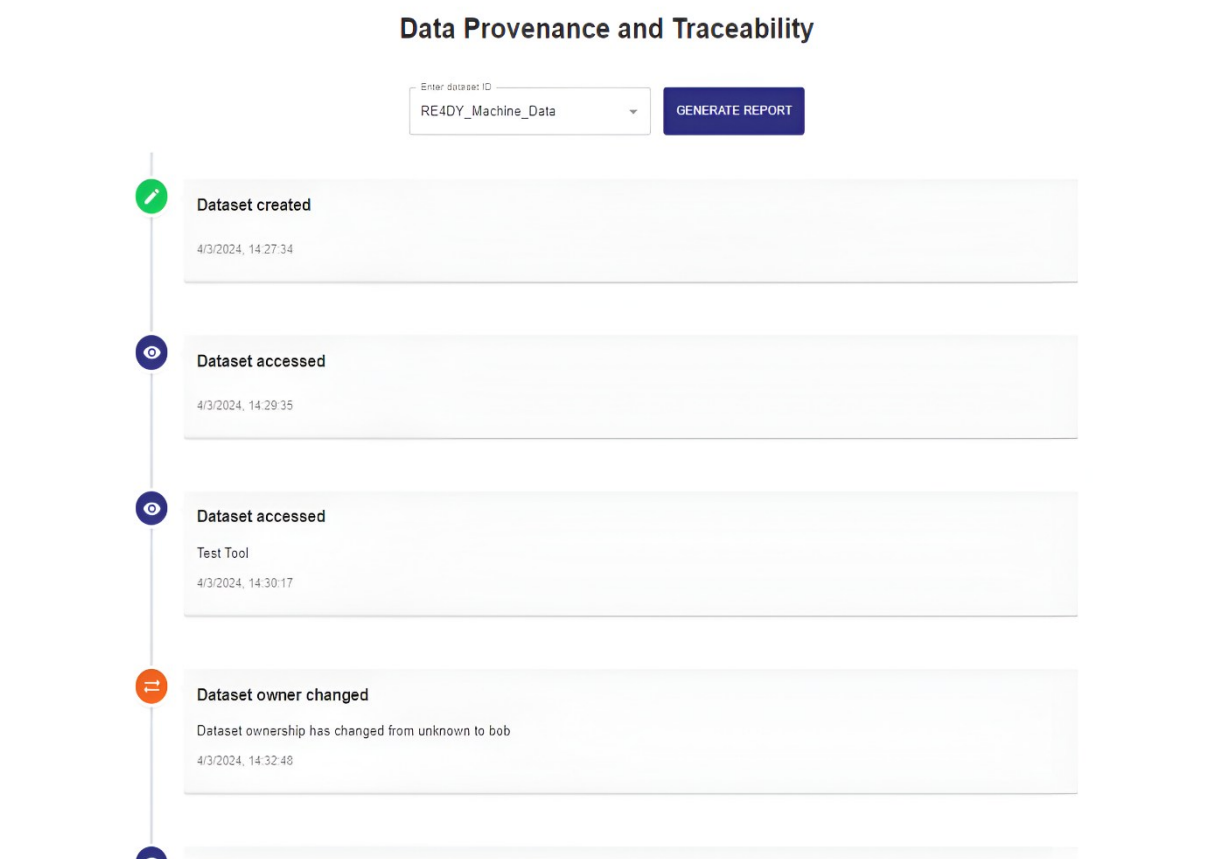 Data Provenance and Traceability
Enter dataset ID
RE4DY_Machine_Data
GENERATE REPORT
Dataset created
4/3/2024, 14:27:34
Dataset accessed
4/3/2024, 14:29:35
Dataset accessed
Test Tool
4/3/2024, 14:30:17
Dataset owner changed
Dataset ownership has changed from unknown to bob
4/3/2024, 14:32:48